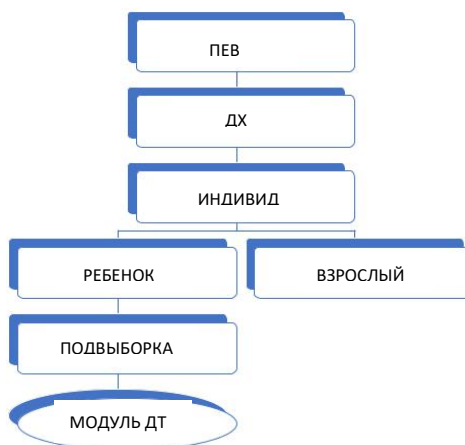 ПЕВ
ДХ
ИНДИВИД
РЕБЕНОК
ВЗРОСЛЫЙ
ПОДВЫБОРКА
МОДУЛЬ ДТ